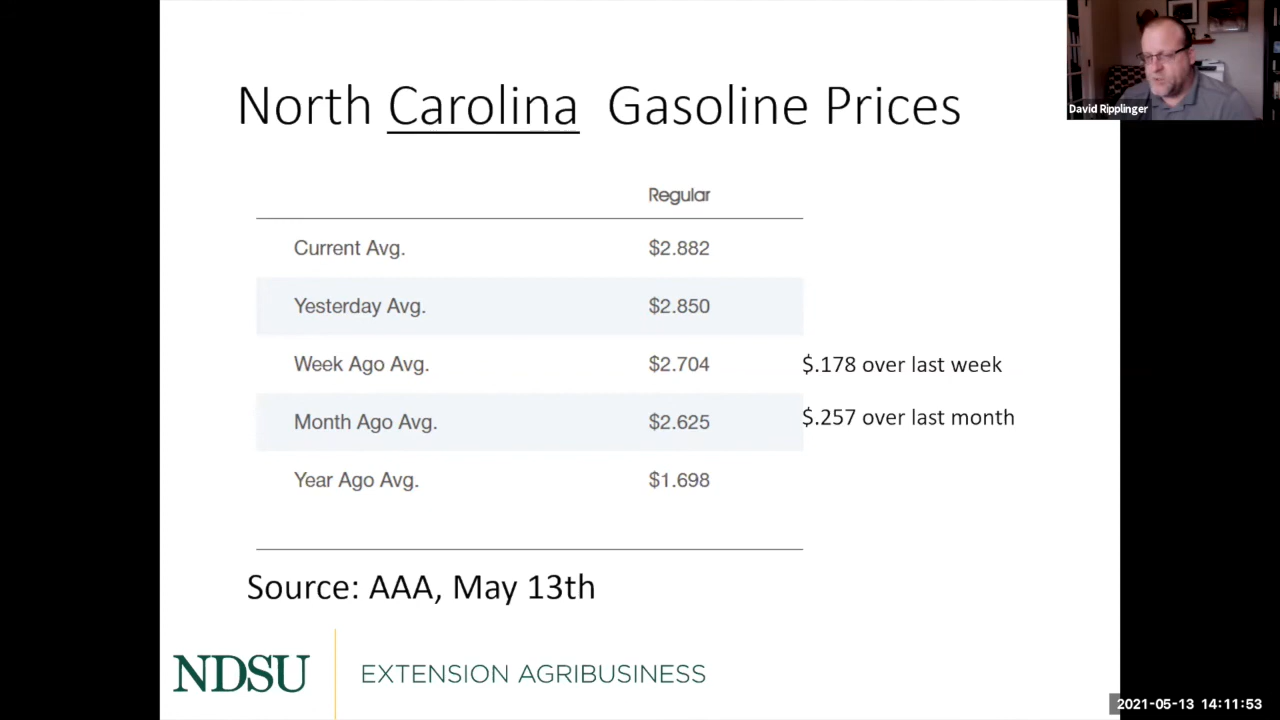 North Carolina Gasoline Prices
David Ripplinger
Regular
Current Avg. $2.882
Yesterday Avg. $2.850
Week Ago Avg. $2.704 $.178 over last week
Month Ago Avg. $2.625 $.257 over last month
Year Ago Avg. $1.698
Source: AAA, May 13th
NDSU EXTENSION AGRIBUSINESS
2021-05-13 14:11:53